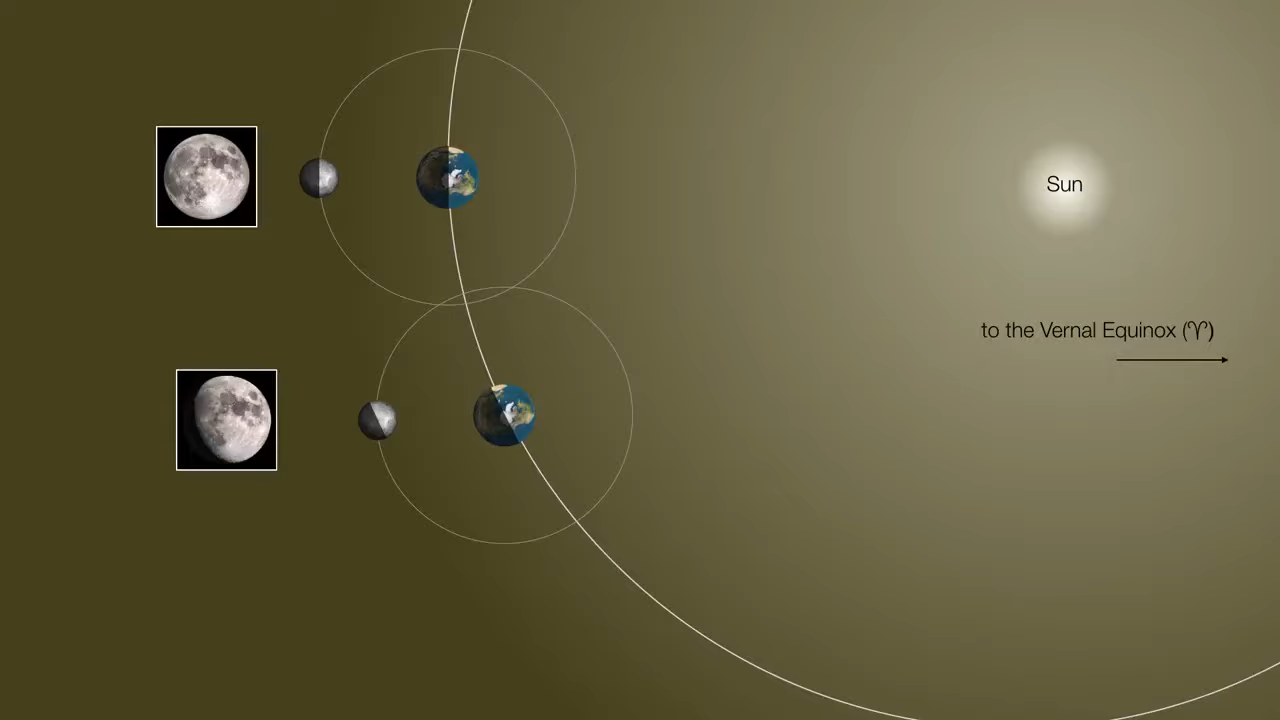 Sun
to the Vernal Equinox (♈︎)